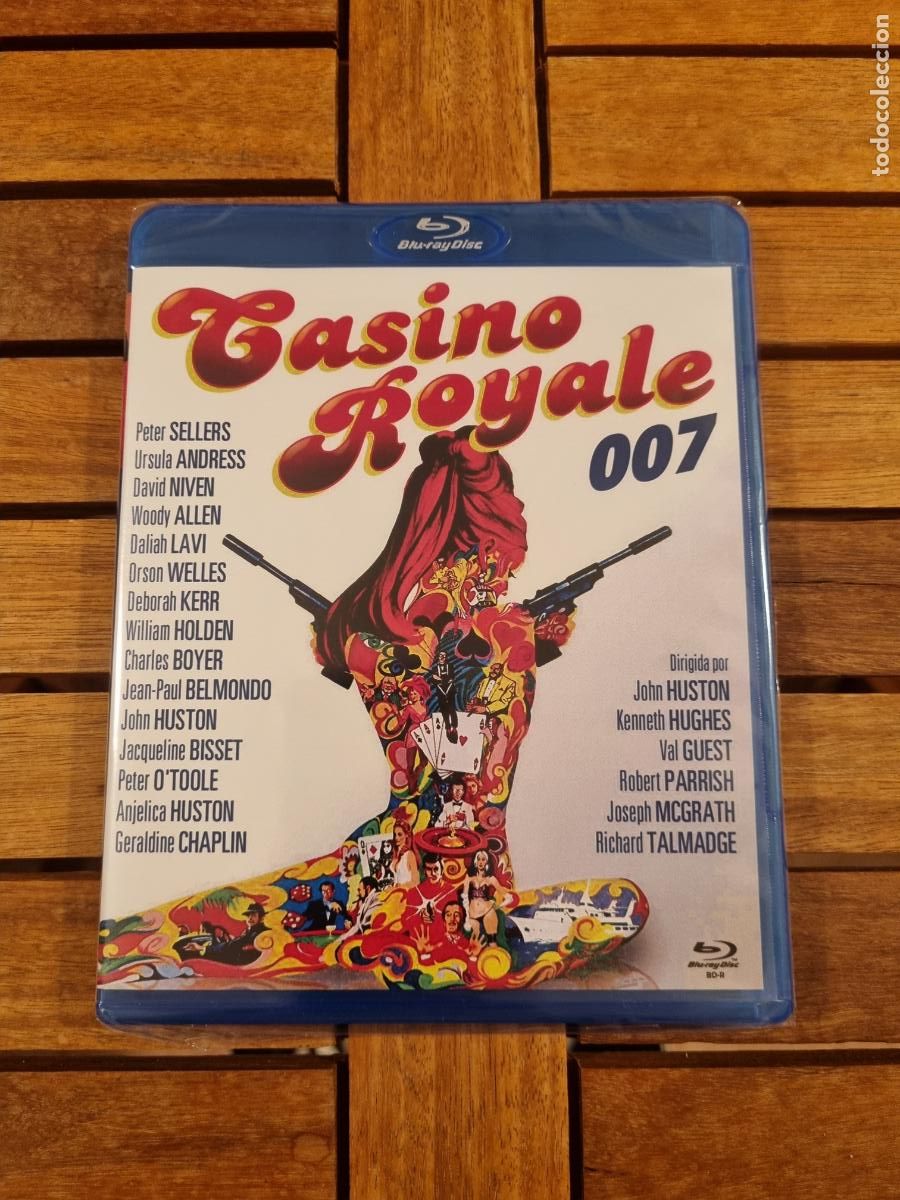 todocoleccion
Blu-ray Disc
Casino
Royale
007
Peter SELLERS
Ursula ANDRESS
David NIVEN
Woody ALLEN
Daliah LAVI
Orson WELLES
Deborah KERR
William HOLDEN
Charles BOYER
Jean-Paul BELMONDO
John HUSTON
Jacqueline BISSET
Peter O'TOOLE
Anjelica HUSTON
Geraldine CHAPLIN
Dirigida por
John HUSTON
Kenneth HUGHES
Val GUEST
Robert PARRISH
Joseph MCGRATH
Richard TALMADGE
Blu-ray Disc™
BD-R